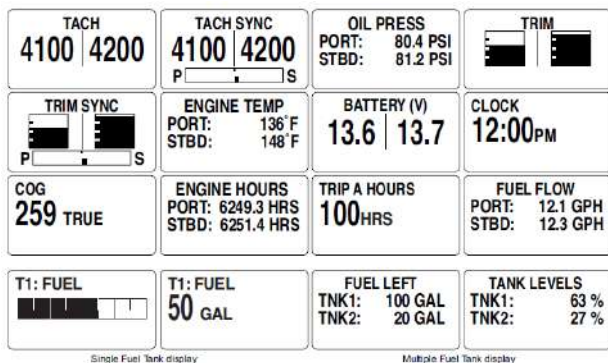 TACH
4100 4200
TACH SYNC
4100 4200
P S
OIL PRESS
PORT: 80.4 PSI
STBD: 81.2 PSI
TRIM
TRIM SYNC
P S
ENGINE TEMP
PORT: 136°F
STBD: 148°F
BATTERY (V)
13.6 13.7
CLOCK
12:00PM
COG
259 TRUE
ENGINE HOURS
PORT: 6249.3 HRS
STBD: 6251.4 HRS
TRIP A HOURS
100HRS
FUEL FLOW
PORT: 12.1 GPH
STBD: 12.3 GPH
T1: FUEL
T1: FUEL
50 GAL
FUEL LEFT
TNK1: 100 GAL
TNK2: 20 GAL
TANK LEVELS
TNK1: 63 %
TNK2: 27 %
Single Fuel Tank display
Multiple Fuel Tank display